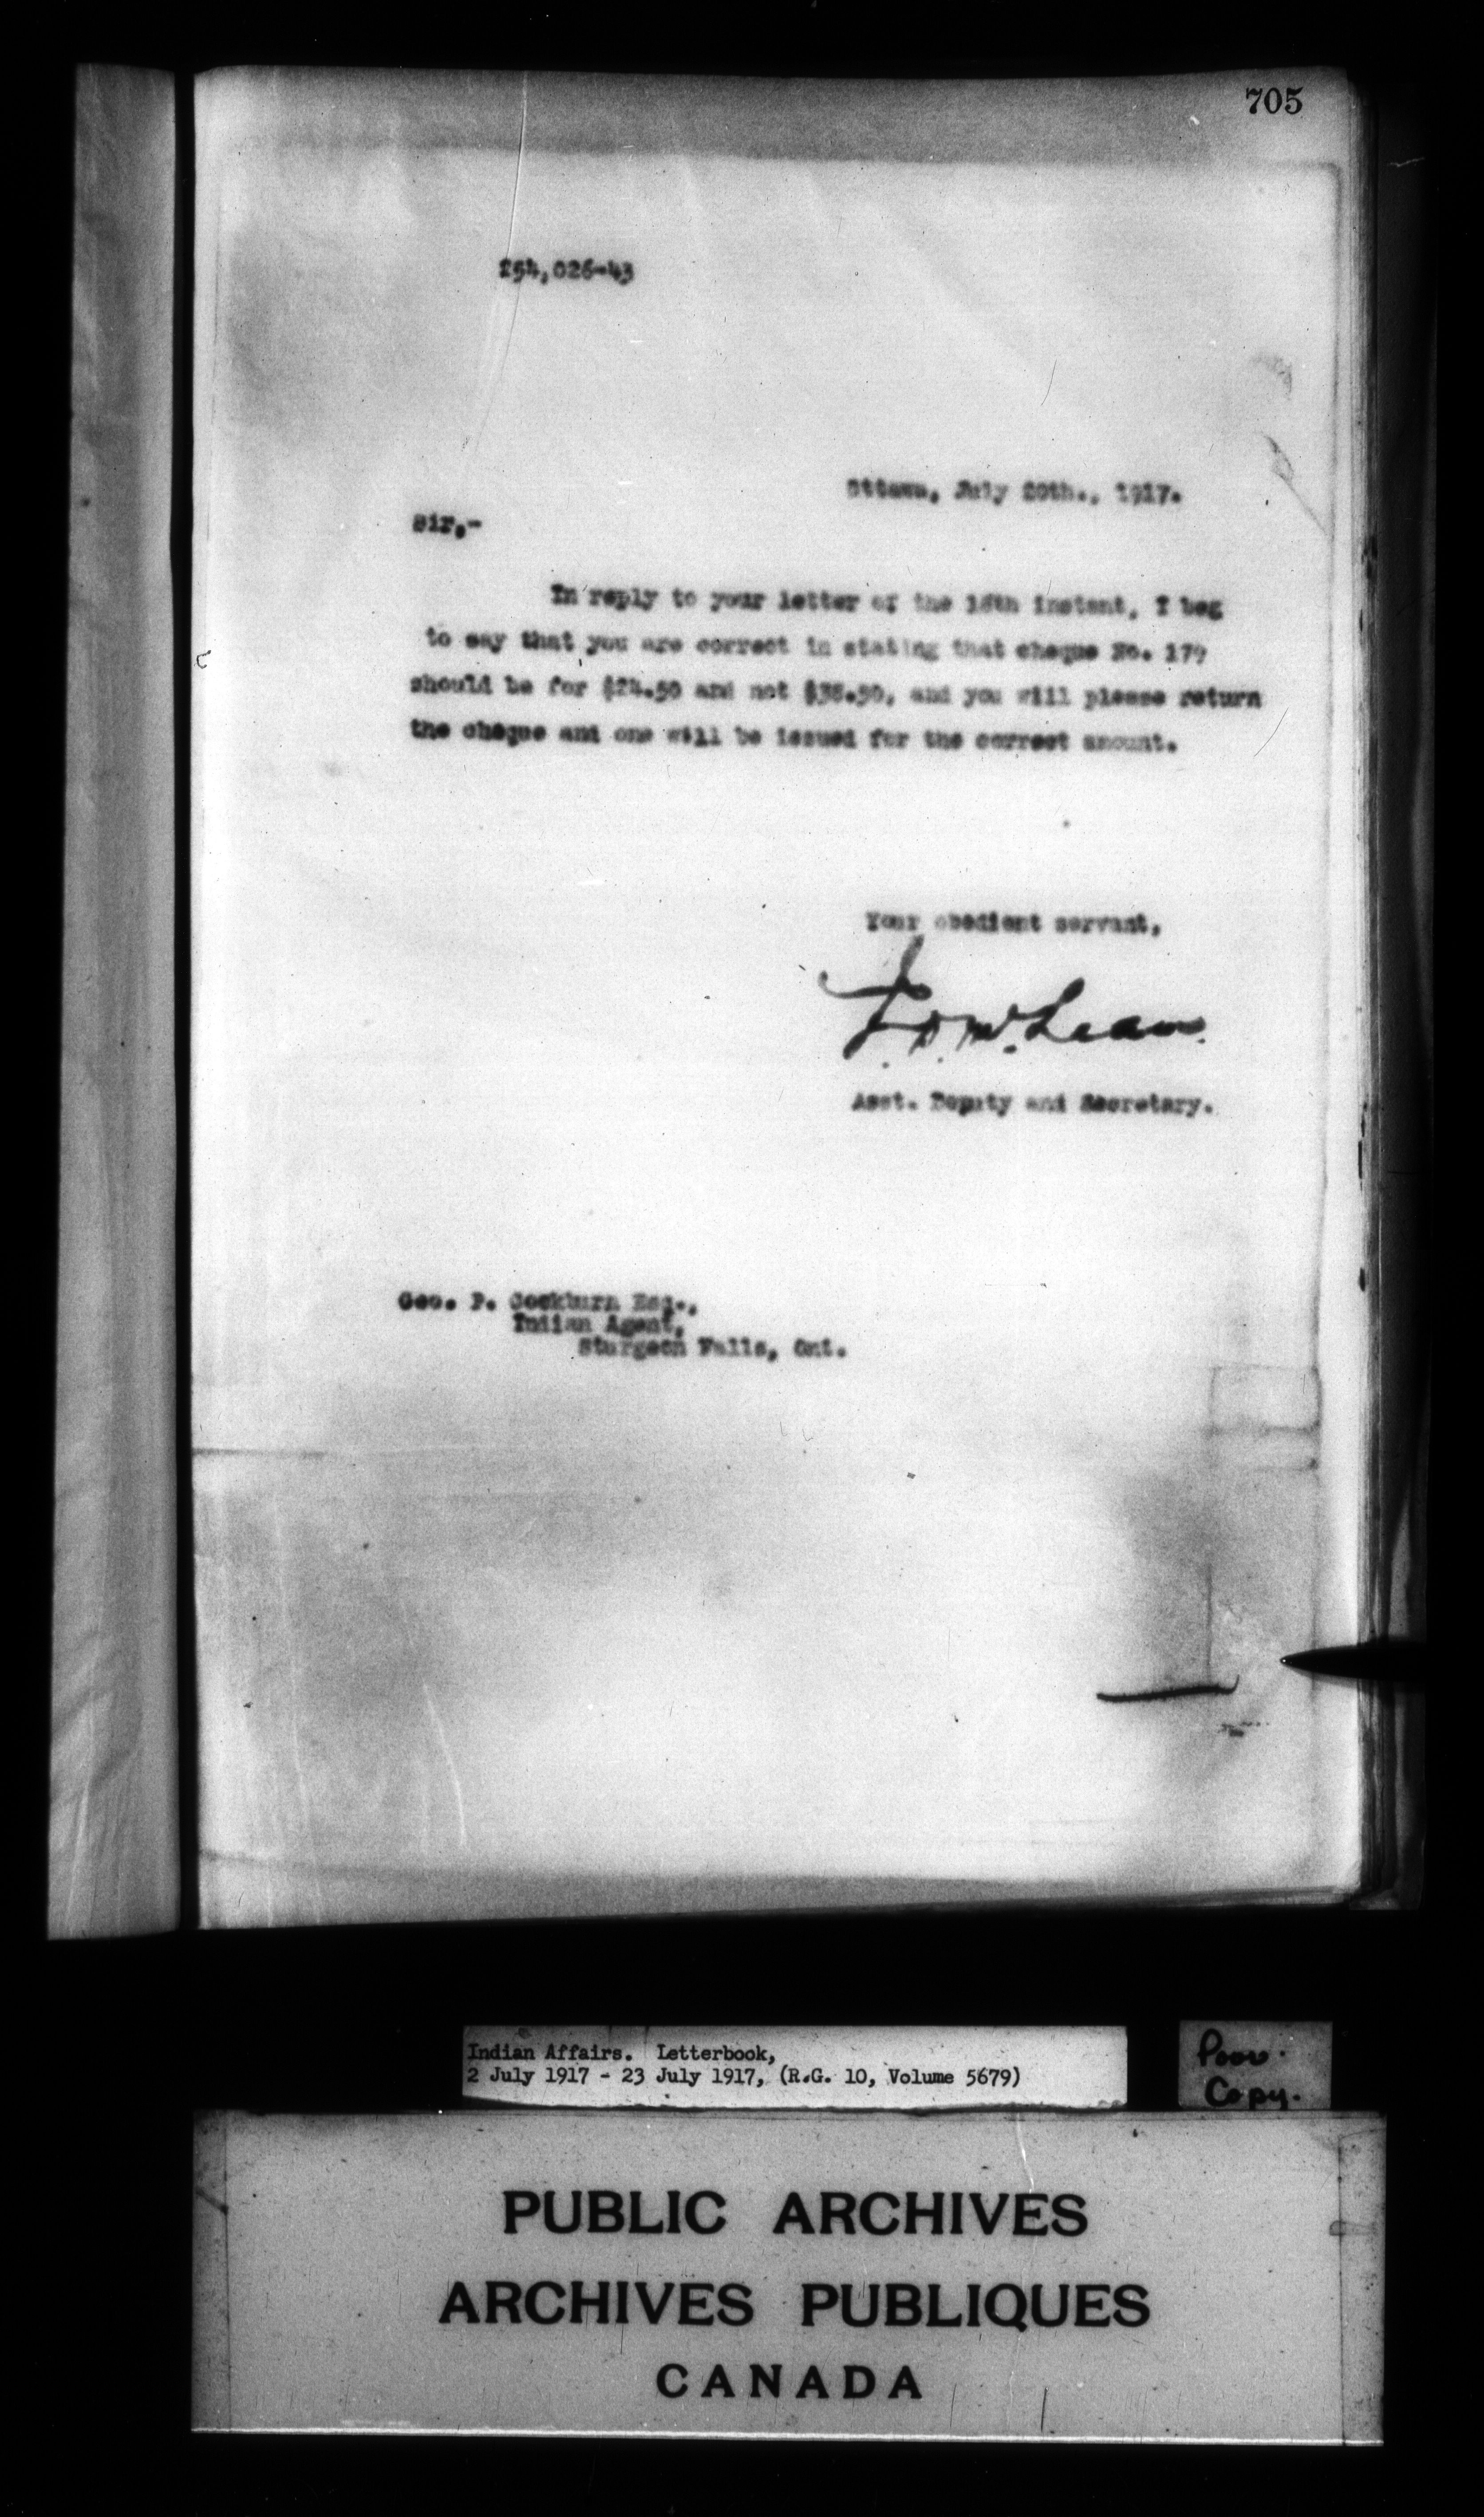 705
254,026-43
Ottawa, July 20th., 1917.
Sir,-
In reply to your letter of the 18th instant, I beg
to say that you are correct in stating that cheque No. 179
should be for $24.50 and not $38.50, and you will please return
the cheque and one will be issued for the correct amount.
Your obedient servant,
J. D. McLean.
Asst. Deputy and Secretary.
Geo. P. Cockburn Esq.,
Indian Agent,
Sturgeon Falls, Ont.
Indian Affairs. Letterbook,
2 July 1917 - 23 July 1917, (R.G. 10, Volume 5679)
Poor
Copy.
PUBLIC ARCHIVES
ARCHIVES PUBLIQUES
CANADA